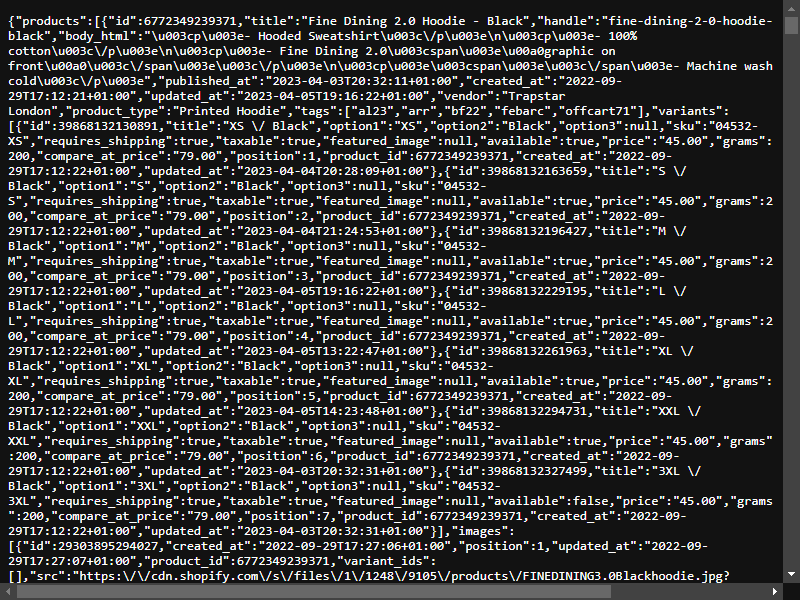 {"products":[{"id":6772349239371,"title":"Fine Dining 2.0 Hoodie - Black","handle":"fine-dining-2-0-hoodie-
black","body_html":"\u003cp\u003e- Hooded Sweatshirt\u003c\/p\u003e\n\u003cp\u003e- 100%
cotton\u003c\/p\u003e\n\u003cp\u003e- Fine Dining 2.0\u003cspan\u003e\u00a0graphic on
front\u00a0\u003c\/span\u003e\u003c\/p\u003e\n\u003cp\u003e\u003cspan\u003e\u003c\/span\u003e- Machine wash
cold\u003c\/p\u003e","published_at":"2023-04-03T20:32:11+01:00","created_at":"2022-09-
29T17:12:21+01:00","updated_at":"2023-04-05T19:16:22+01:00","vendor":"Trapstar
London","product_type":"Printed Hoodie","tags":["al23","arr","bf22","febarc","offcart71"],"variants":
[{"id":39868132130891,"title":"XS \/ Black","option1":"XS","option2":"Black","option3":null,"sku":"04532-
XS","requires_shipping":true,"taxable":true,"featured_image":null,"available":true,"price":"45.00","grams":
200,"compare_at_price":"79.00","position":1,"product_id":6772349239371,"created_at":"2022-09-
29T17:12:22+01:00","updated_at":"2023-04-04T20:28:09+01:00"},{"id":39868132163659,"title":"S \/
Black","option1":"S","option2":"Black","option3":null,"sku":"04532-
S","requires_shipping":true,"taxable":true,"featured_image":null,"available":true,"price":"45.00","grams":2
00,"compare_at_price":"79.00","position":2,"product_id":6772349239371,"created_at":"2022-09-
29T17:12:22+01:00","updated_at":"2023-04-04T21:24:53+01:00"},{"id":39868132196427,"title":"M \/
Black","option1":"M","option2":"Black","option3":null,"sku":"04532-
M","requires_shipping":true,"taxable":true,"featured_image":null,"available":true,"price":"45.00","grams":2
00,"compare_at_price":"79.00","position":3,"product_id":6772349239371,"created_at":"2022-09-
29T17:12:22+01:00","updated_at":"2023-04-05T19:16:22+01:00"},{"id":39868132229195,"title":"L \/
Black","option1":"L","option2":"Black","option3":null,"sku":"04532-
L","requires_shipping":true,"taxable":true,"featured_image":null,"available":true,"price":"45.00","grams":2
00,"compare_at_price":"79.00","position":4,"product_id":6772349239371,"created_at":"2022-09-
29T17:12:22+01:00","updated_at":"2023-04-05T13:22:47+01:00"},{"id":39868132261963,"title":"XL \/
Black","option1":"XL","option2":"Black","option3":null,"sku":"04532-
XL","requires_shipping":true,"taxable":true,"featured_image":null,"available":true,"price":"45.00","grams":
200,"compare_at_price":"79.00","position":5,"product_id":6772349239371,"created_at":"2022-09-
29T17:12:22+01:00","updated_at":"2023-04-05T14:23:48+01:00"},{"id":39868132294731,"title":"XXL \/
Black","option1":"XXL","option2":"Black","option3":null,"sku":"04532-
XXL","requires_shipping":true,"taxable":true,"featured_image":null,"available":true,"price":"45.00","grams"
:200,"compare_at_price":"79.00","position":6,"product_id":6772349239371,"created_at":"2022-09-
29T17:12:22+01:00","updated_at":"2023-04-03T20:32:31+01:00"},{"id":39868132327499,"title":"3XL \/
Black","option1":"3XL","option2":"Black","option3":null,"sku":"04532-
3XL","requires_shipping":true,"taxable":true,"featured_image":null,"available":false,"price":"45.00","grams
":200,"compare_at_price":"79.00","position":7,"product_id":6772349239371,"created_at":"2022-09-
29T17:12:22+01:00","updated_at":"2023-04-03T20:32:31+01:00"}],"images":
[{"id":29303895294027,"created_at":"2022-09-29T17:27:06+01:00","position":1,"updated_at":"2022-09-
29T17:27:07+01:00","product_id":6772349239371,"variant_ids":
[],"src":"https:\/\/cdn.shopify.com\/s\/files\/1\/1248\/9105\/products\/FINEDINING3.0Blackhoodie.jpg?